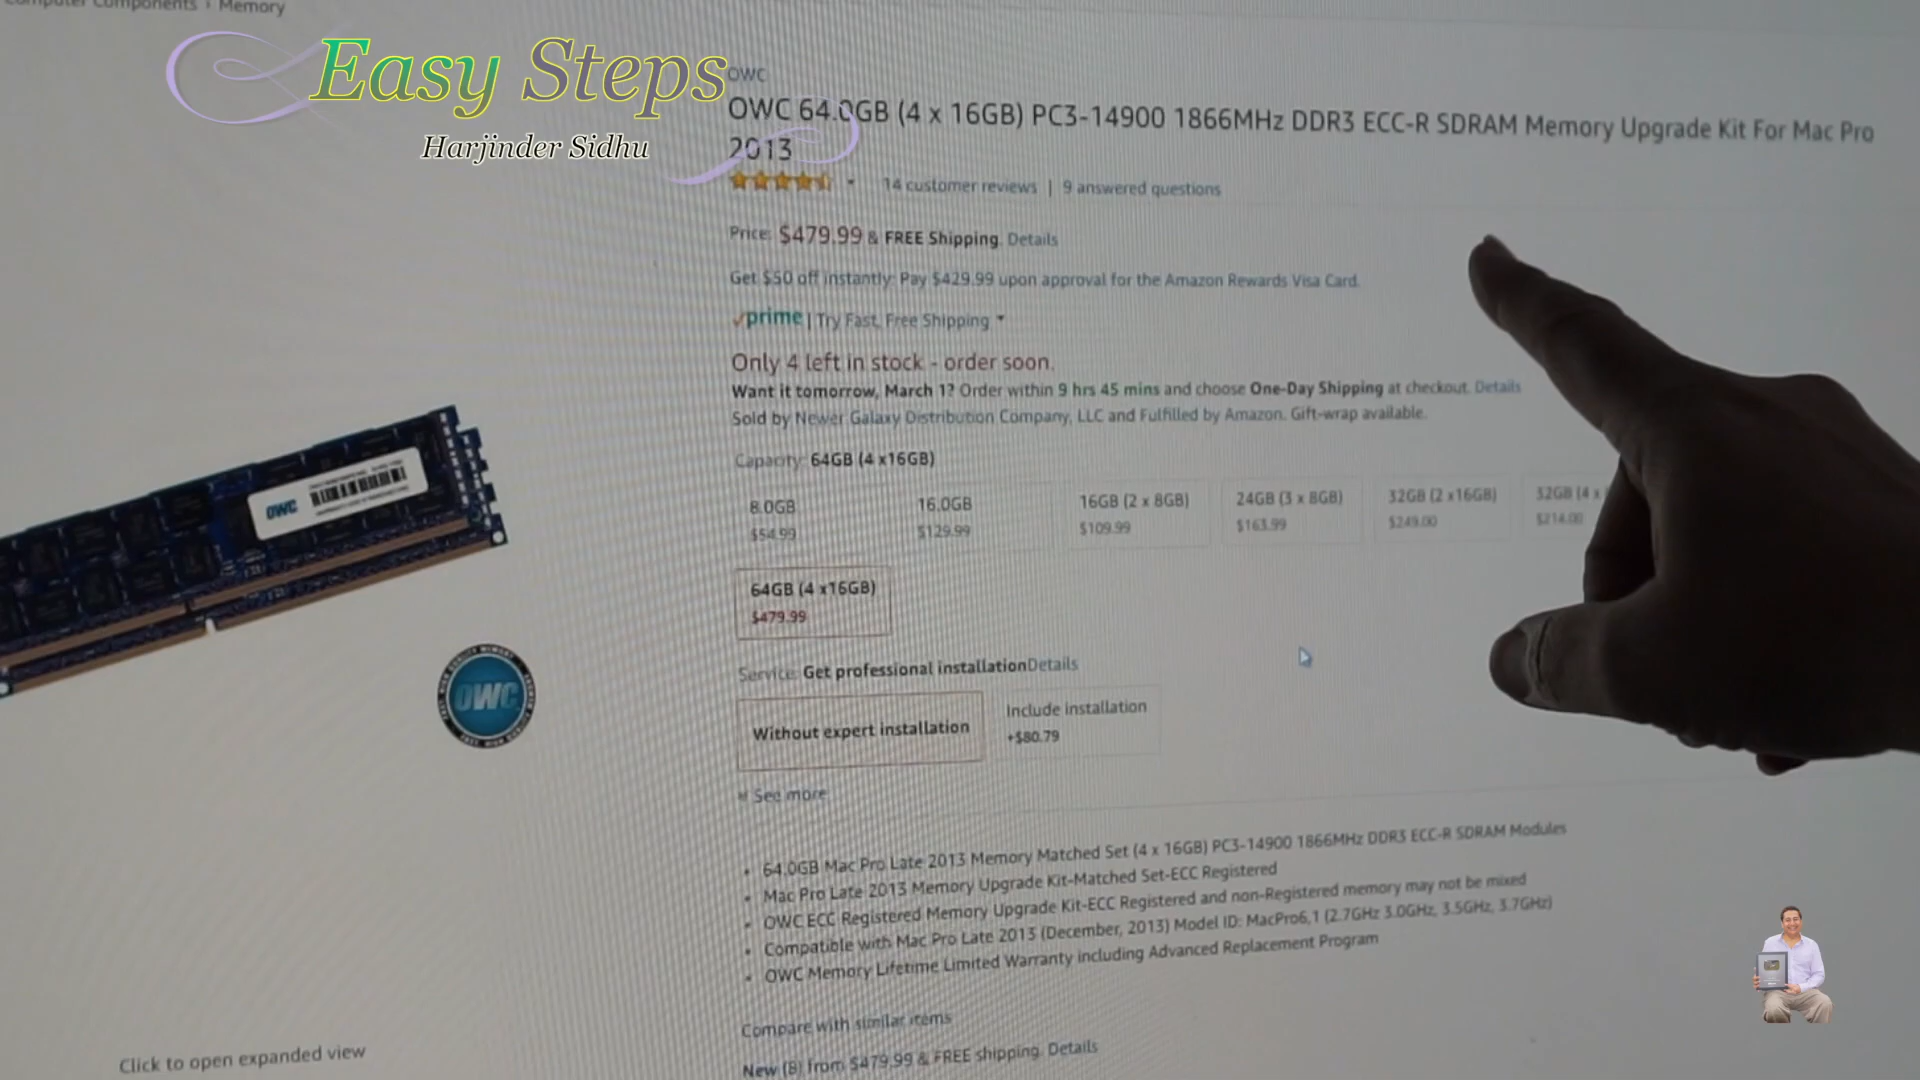 Computer Components › Memory
Easy Steps
Harjinder Sidhu
OWC
OWC 64.0GB (4 x 16GB) PC3-14900 1866MHz DDR3 ECC-R SDRAM Memory Upgrade Kit For Mac Pro
2013
14 customer reviews | 9 answered questions
Price: $479.99 & FREE Shipping. Details
Get $50 off instantly: Pay $429.99 upon approval for the Amazon Rewards Visa Card.
prime | Try Fast, Free Shipping
Only 4 left in stock - order soon.
Want it tomorrow, March 1? Order within 9 hrs 45 mins and choose One-Day Shipping at checkout. Details
Sold by Newer Galaxy Distribution Company, LLC and Fulfilled by Amazon. Gift-wrap available.
Capacity: 64GB (4 x16GB)
8.0GB 16.0GB 16GB (2 x 8GB) 24GB (3 x 8GB) 32GB (2 x16GB) 32GB (4 x
$54.99 $129.99 $109.99 $163.99 $249.00 $214.00
64GB (4 x16GB)
$479.99
OWC
Service: Get professional installationDetails
OWC
Without expert installation
Include installation
+$80.79
See more
• 64.0GB Mac Pro Late 2013 Memory Matched Set (4 x 16GB) PC3-14900 1866MHz DDR3 ECC-R SDRAM Modules
• Mac Pro Late 2013 Memory Upgrade Kit-Matched Set-ECC Registered
• OWC ECC Registered Memory Upgrade Kit-ECC Registered and non-Registered memory may not be mixed
• Compatible with Mac Pro Late 2013 (December, 2013) Model ID: MacPro6,1 (2.7GHz 3.0GHz, 3.5GHz, 3.7GHz)
• OWC Memory Lifetime Limited Warranty including Advanced Replacement Program
Compare with similar items
New (8) from $479.99 & FREE shipping. Details
Click to open expanded view